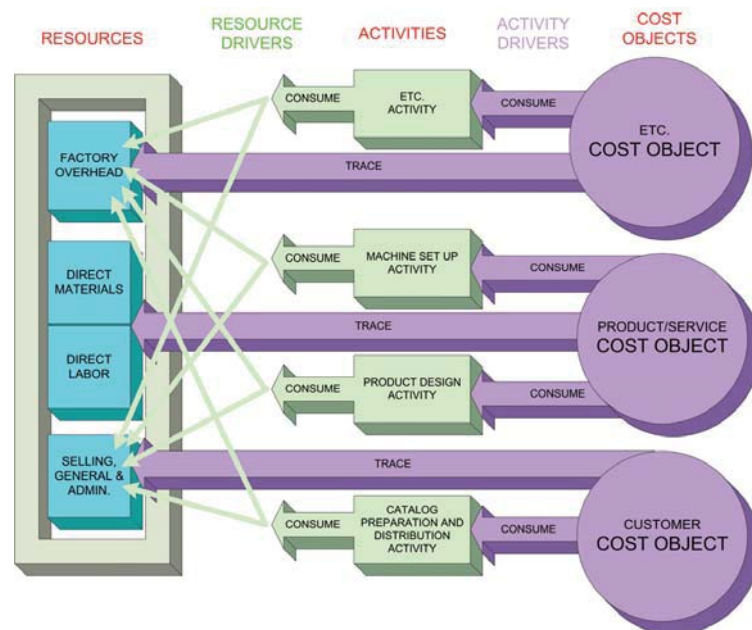 RESOURCES
RESOURCE
DRIVERS
ACTIVITIES
ACTIVITY
DRIVERS
COST
OBJECTS
CONSUME
ETC.
ACTIVITY
CONSUME
ETC.
COST OBJECT
FACTORY
OVERHEAD
TRACE
DIRECT
MATERIALS
CONSUME
MACHINE SET UP
ACTIVITY
CONSUME
TRACE
PRODUCT/SERVICE
COST OBJECT
DIRECT
LABOR
CONSUME
PRODUCT DESIGN
ACTIVITY
CONSUME
SELLING,
GENERAL &
ADMIN.
TRACE
CONSUME
CATALOG
PREPARATION AND
DISTRIBUTION
ACTIVITY
CONSUME
CUSTOMER
COST OBJECT